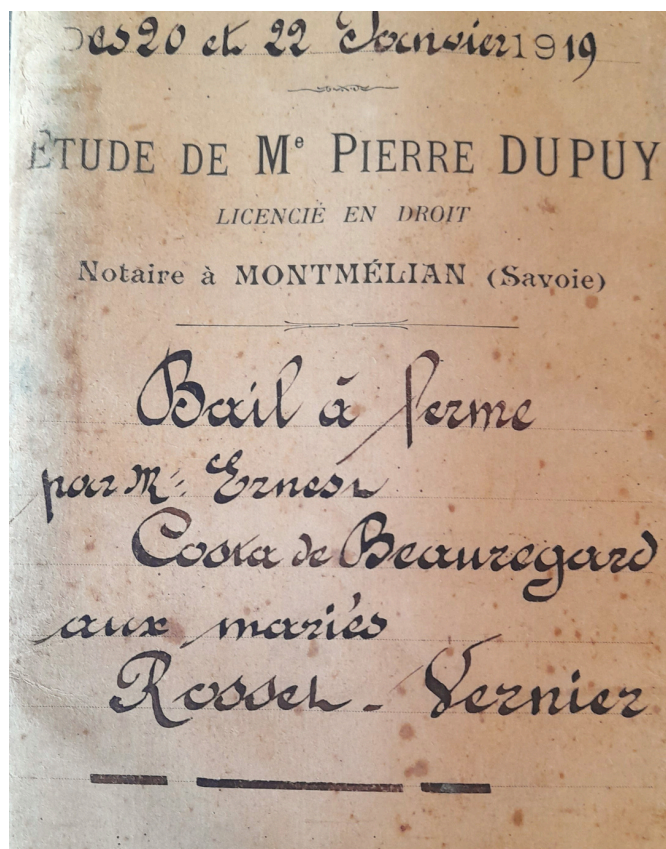 Des 20 et 22 Janvier 1919
ÉTUDE DE Me PIERRE DUPUY
LICENCIÉ EN DROIT
Notaire à MONTMÉLIAN (Savoie)
Bail à ferme
par Mr. Ernest
Costa de Beauregard
aux mariés
Rosset - Vernier